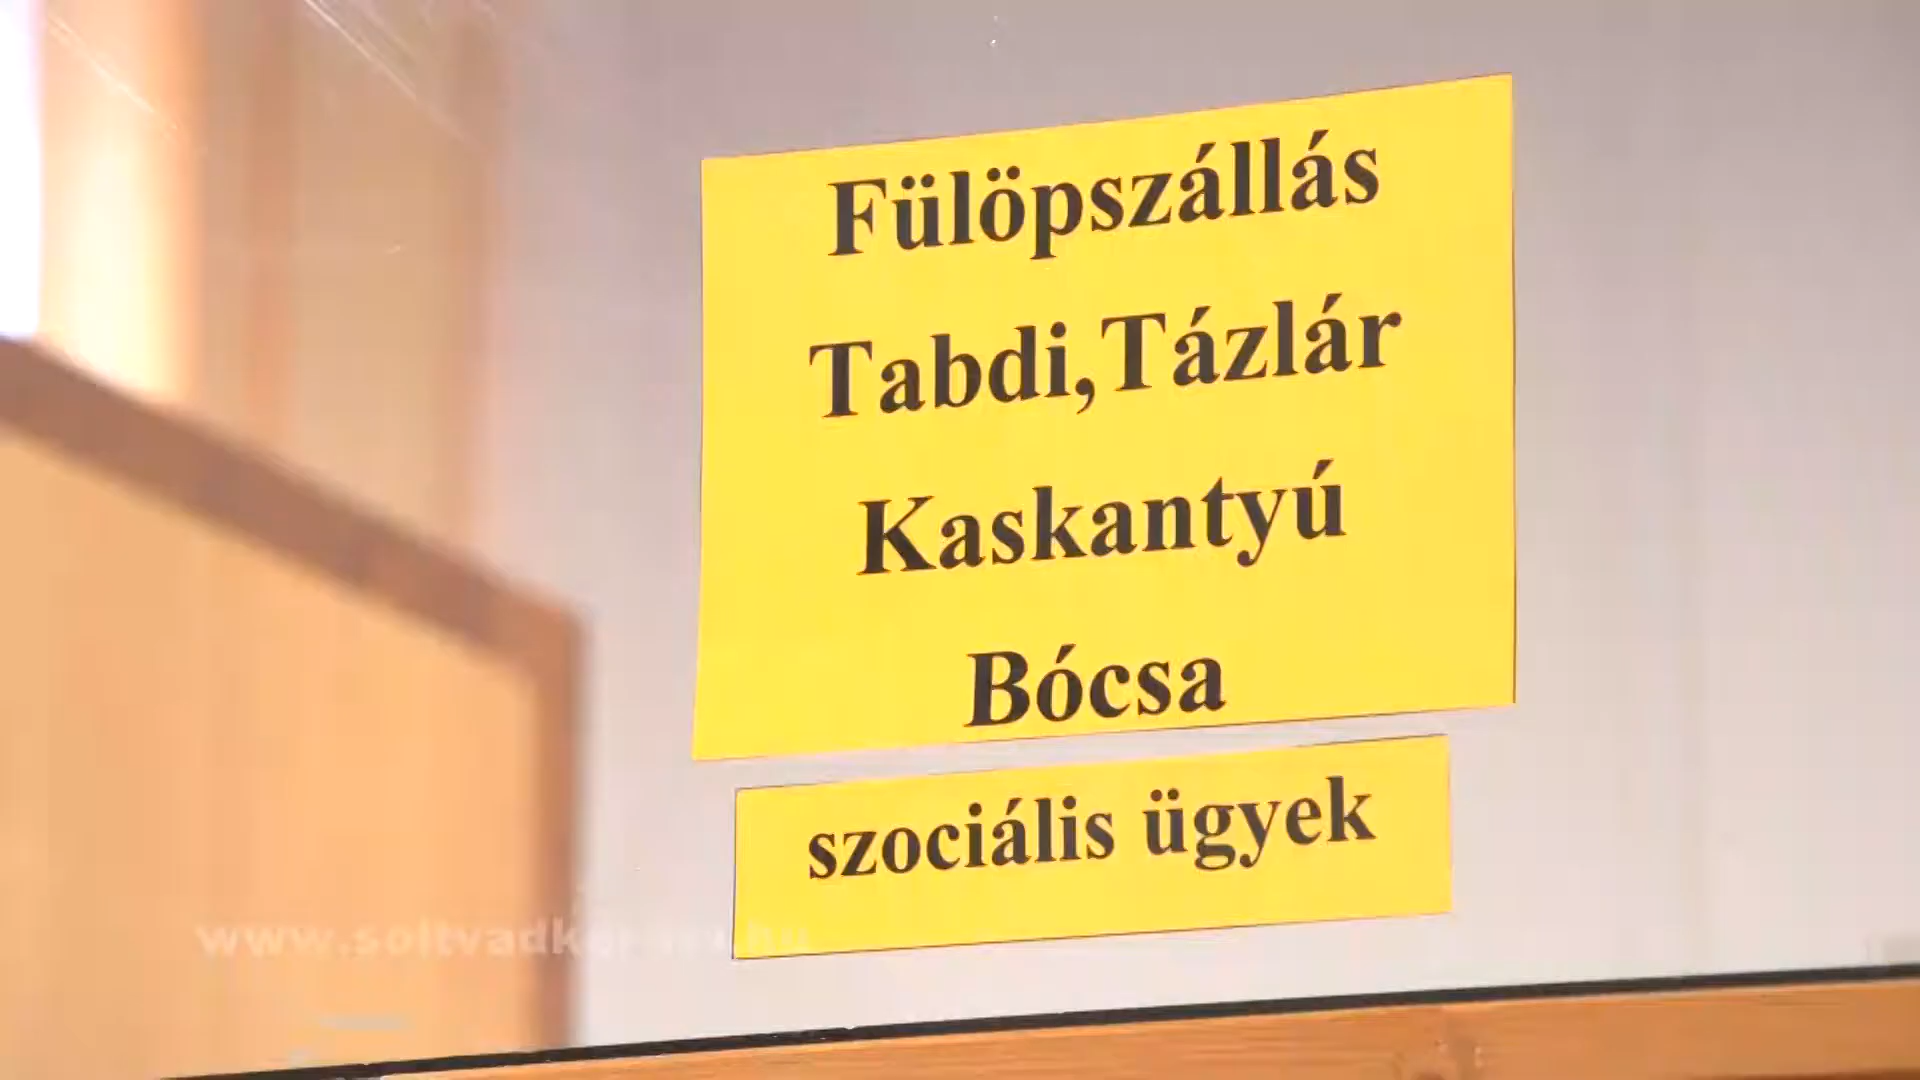 Fülöpszállás
Tabdi,Tázlár
Kaskantyú
Bócsa
szociális ügyek